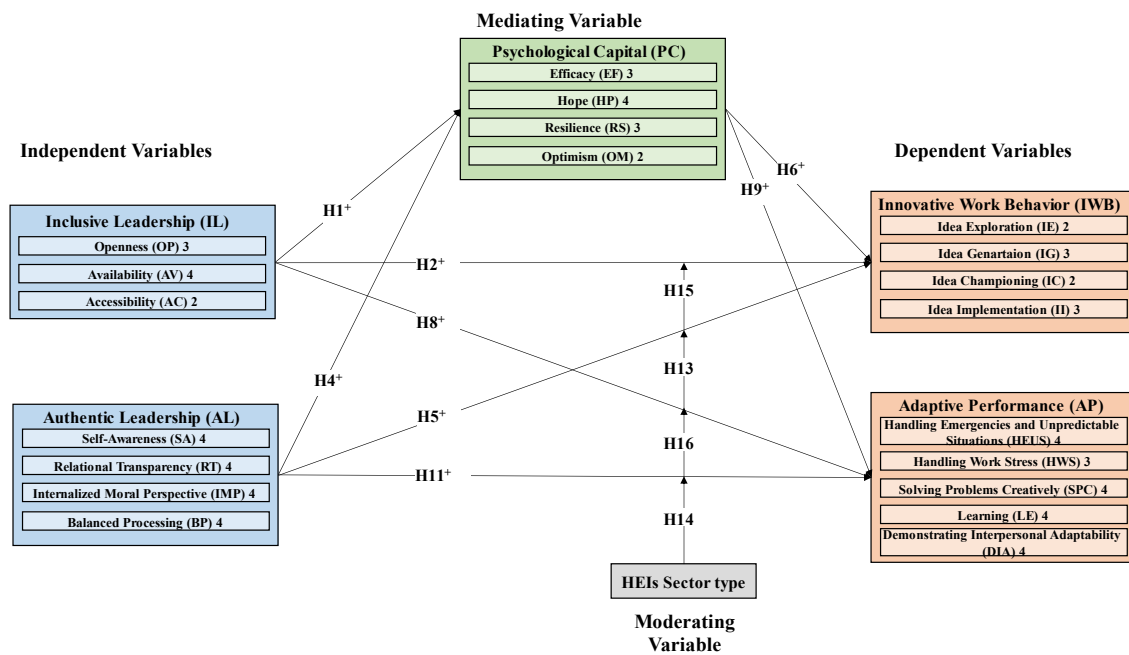 Mediating Variable
Psychological Capital (PC)
Efficacy (EF) 3
Hope (HP) 4
Resilience (RS) 3
Optimism (OM) 2
Independent Variables
Dependent Variables
Inclusive Leadership (IL)
Openness (OP) 3
Availability (AV) 4
Accessibility (AC) 2
Authentic Leadership (AL)
Self-Awareness (SA) 4
Relational Transparency (RT) 4
Internalized Moral Perspective (IMP) 4
Balanced Processing (BP) 4
H1+
H2+
H8+
H4+
H5+
H11+
H6+
H9+
H15
H13
H16
H14
Innovative Work Behavior (IWB)
Idea Exploration (IE) 2
Idea Genartaion (IG) 3
Idea Championing (IC) 2
Idea Implementation (II) 3
Adaptive Performance (AP)
Handling Emergencies and Unpredictable
Situations (HEUS) 4
Handling Work Stress (HWS) 3
Solving Problems Creatively (SPC) 4
Learning (LE) 4
Demonstrating Interpersonal Adaptability
(DIA) 4
HEIs Sector type
Moderating
Variable